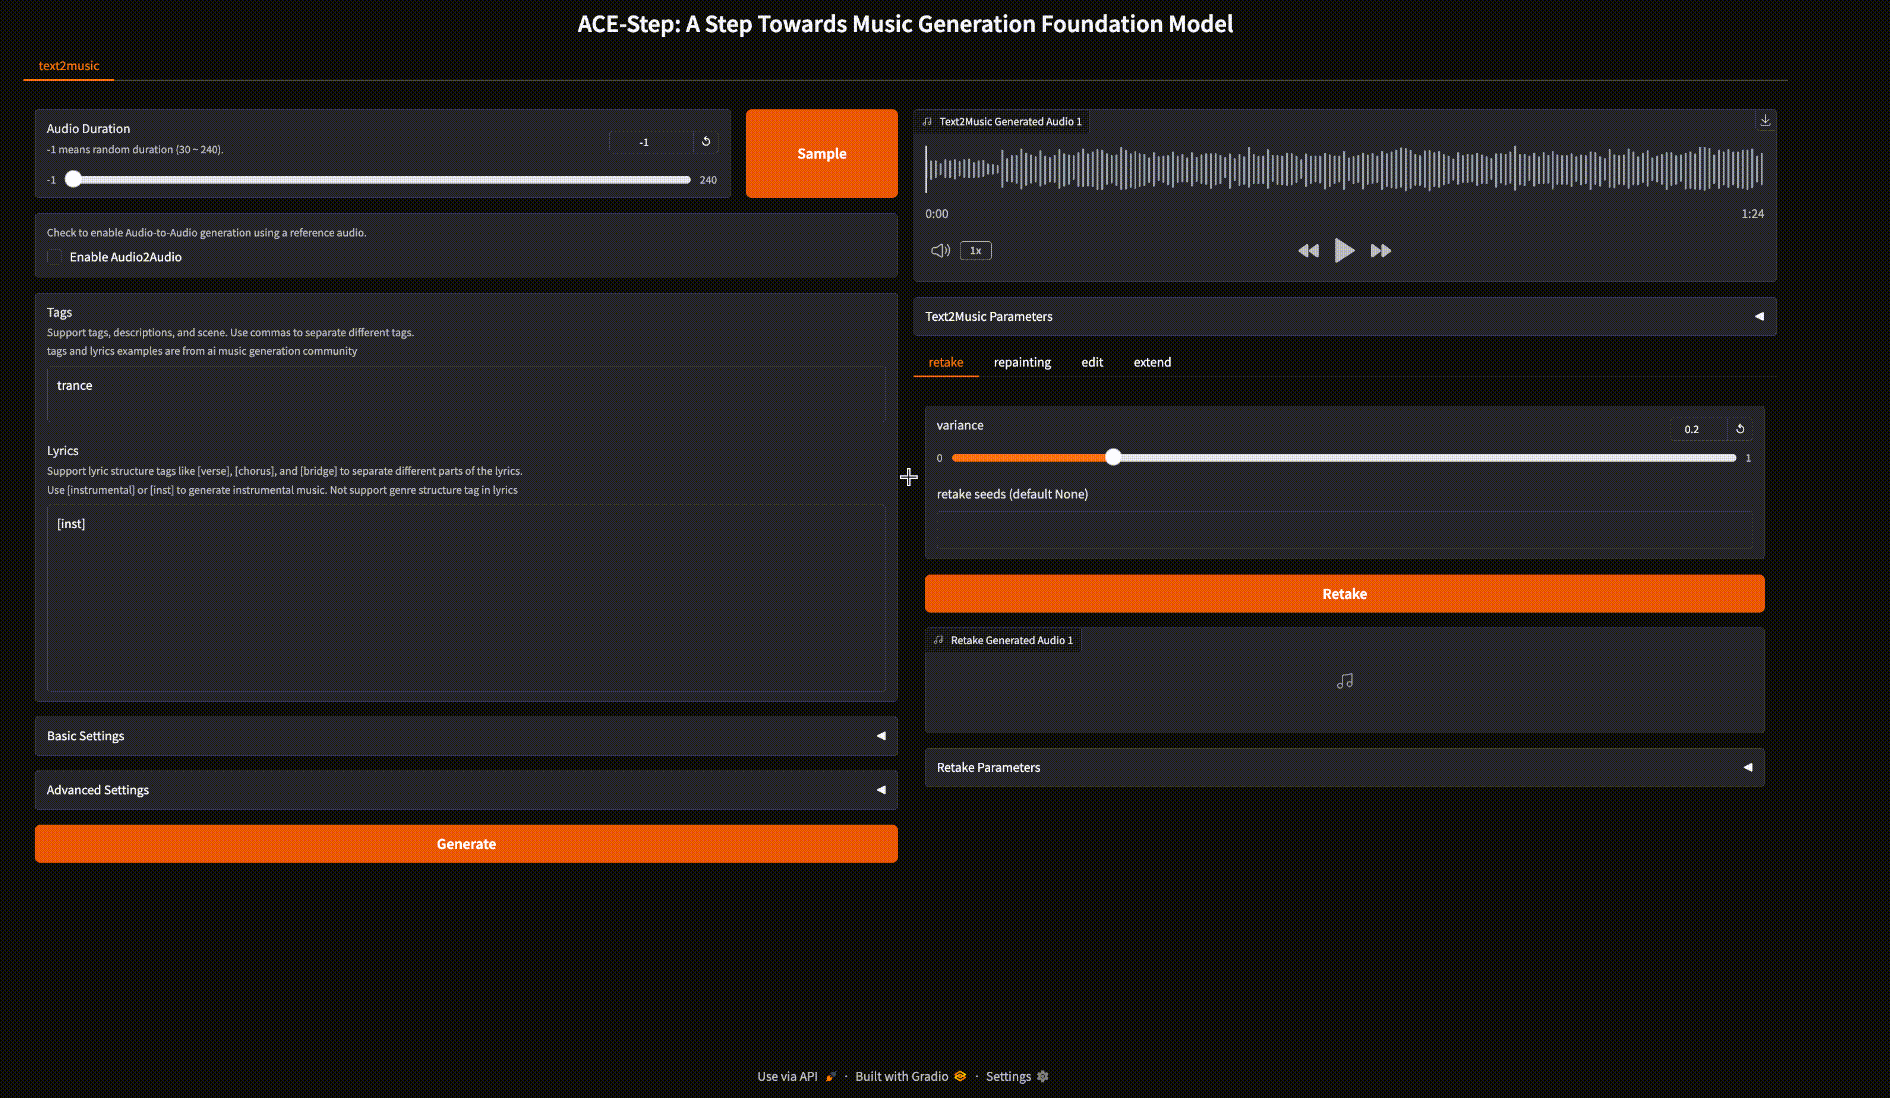 ACE-Step: A Step Towards Music Generation Foundation Model
text2music
Audio Duration
-1 means random duration (30 ~ 240).
-1
-1
240
Sample
Check to enable Audio-to-Audio generation using a reference audio.
Enable Audio2Audio
Tags
Support tags, descriptions, and scene. Use commas to separate different tags.
tags and lyrics examples are from ai music generation community
trance
Lyrics
Support lyric structure tags like [verse], [chorus], and [bridge] to separate different parts of the lyrics.
Use [instrumental] or [inst] to generate instrumental music. Not support genre structure tag in lyrics
[inst]
Basic Settings
Advanced Settings
Generate
Text2Music Generated Audio 1
0:00
1:24
1x
Text2Music Parameters
retake repainting edit extend
variance
0.2
0
1
retake seeds (default None)
Retake
Retake Generated Audio 1
Retake Parameters
Use via API · Built with Gradio · Settings